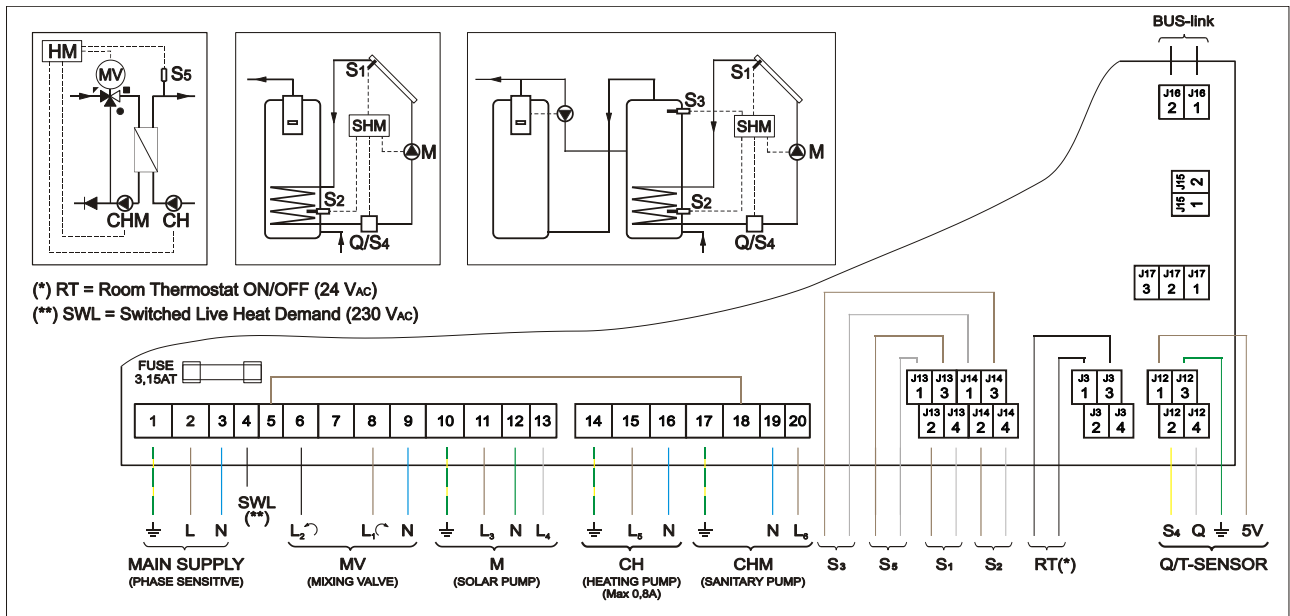 BUS-link
HM
MV
S5
CHM
CH
S1
SHM
M
S2
Q/S4
S1
S3
SHM
M
S2
Q/S4
J16 2
J16 1
J15 2
J15 1
J17 3
J17 2
J17 1
(*) RT = Room Thermostat ON/OFF (24 VAC)
(**) SWL = Switched Live Heat Demand (230 VAC)
FUSE
3,15AT
J13 1
J13 3
J14 1
J14 3
J13 2
J13 4
J14 2
J14 4
J3 1
J3 3
J3 2
J3 4
J12 1
J12 3
J12 2
J12 4
1 2 3 4 5 6 7 8 9 10 11 12 13 14 15 16 17 18 19 20
L N SWL (**) L2 L1 N L3 N L4 L5 N N L6 S4 Q 5V
MAIN SUPPLY
(PHASE SENSITIVE)
MV
(MIXING VALVE)
M
(SOLAR PUMP)
CH
(HEATING PUMP)
(Max 0,8A)
CHM
(SANITARY PUMP)
S3
S5
S1
S2
RT(*)
Q/T-SENSOR